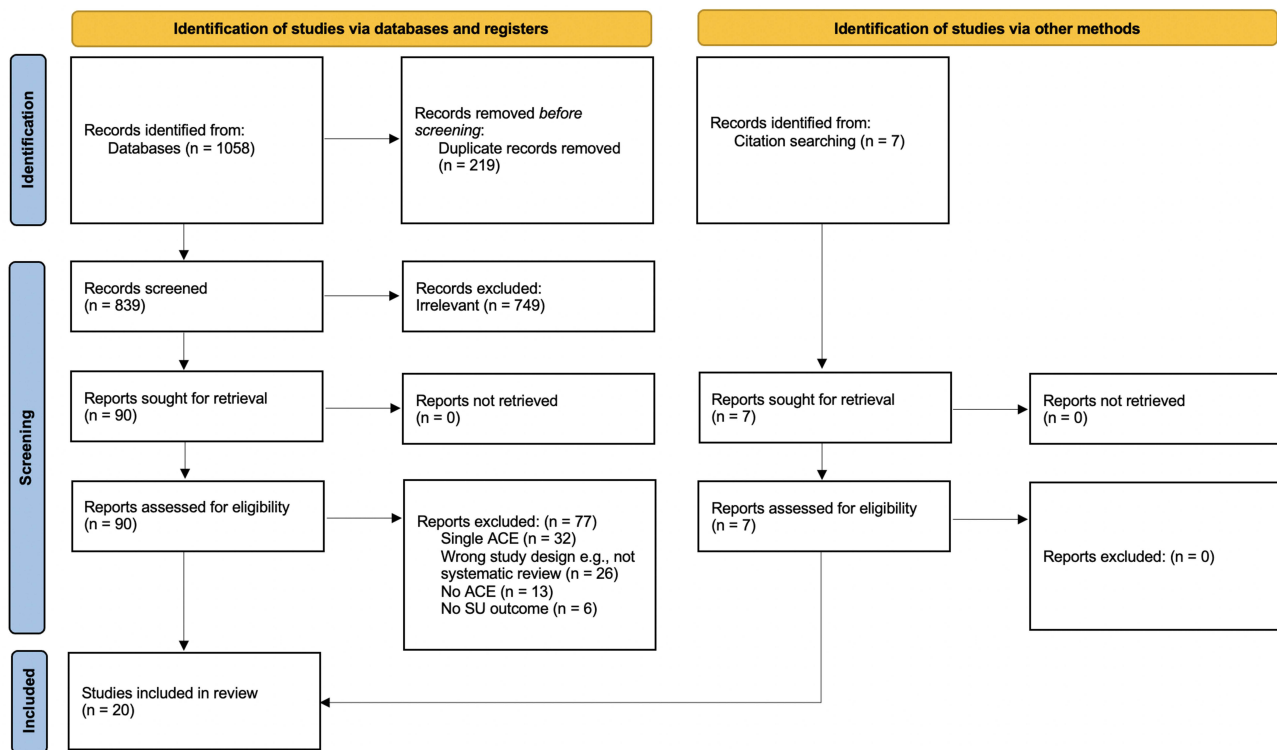 Identification of studies via databases and registers
Identification of studies via other methods
Identification
Records identified from:
Databases (n = 1058)
Records removed before
screening:
Duplicate records removed
(n = 219)
Records identified from:
Citation searching (n = 7)
Screening
Records screened
(n = 839)
Records excluded:
Irrelevant (n = 749)
Reports sought for retrieval
(n = 90)
Reports not retrieved
(n = 0)
Reports sought for retrieval
(n = 7)
Reports not retrieved
(n = 0)
Reports assessed for eligibility
(n = 90)
Reports excluded: (n = 77)
Single ACE (n = 32)
Wrong study design e.g., not
systematic review (n = 26)
No ACE (n = 13)
No SU outcome (n = 6)
Reports assessed for eligibility
(n = 7)
Reports excluded: (n = 0)
Included
Studies included in review
(n = 20)